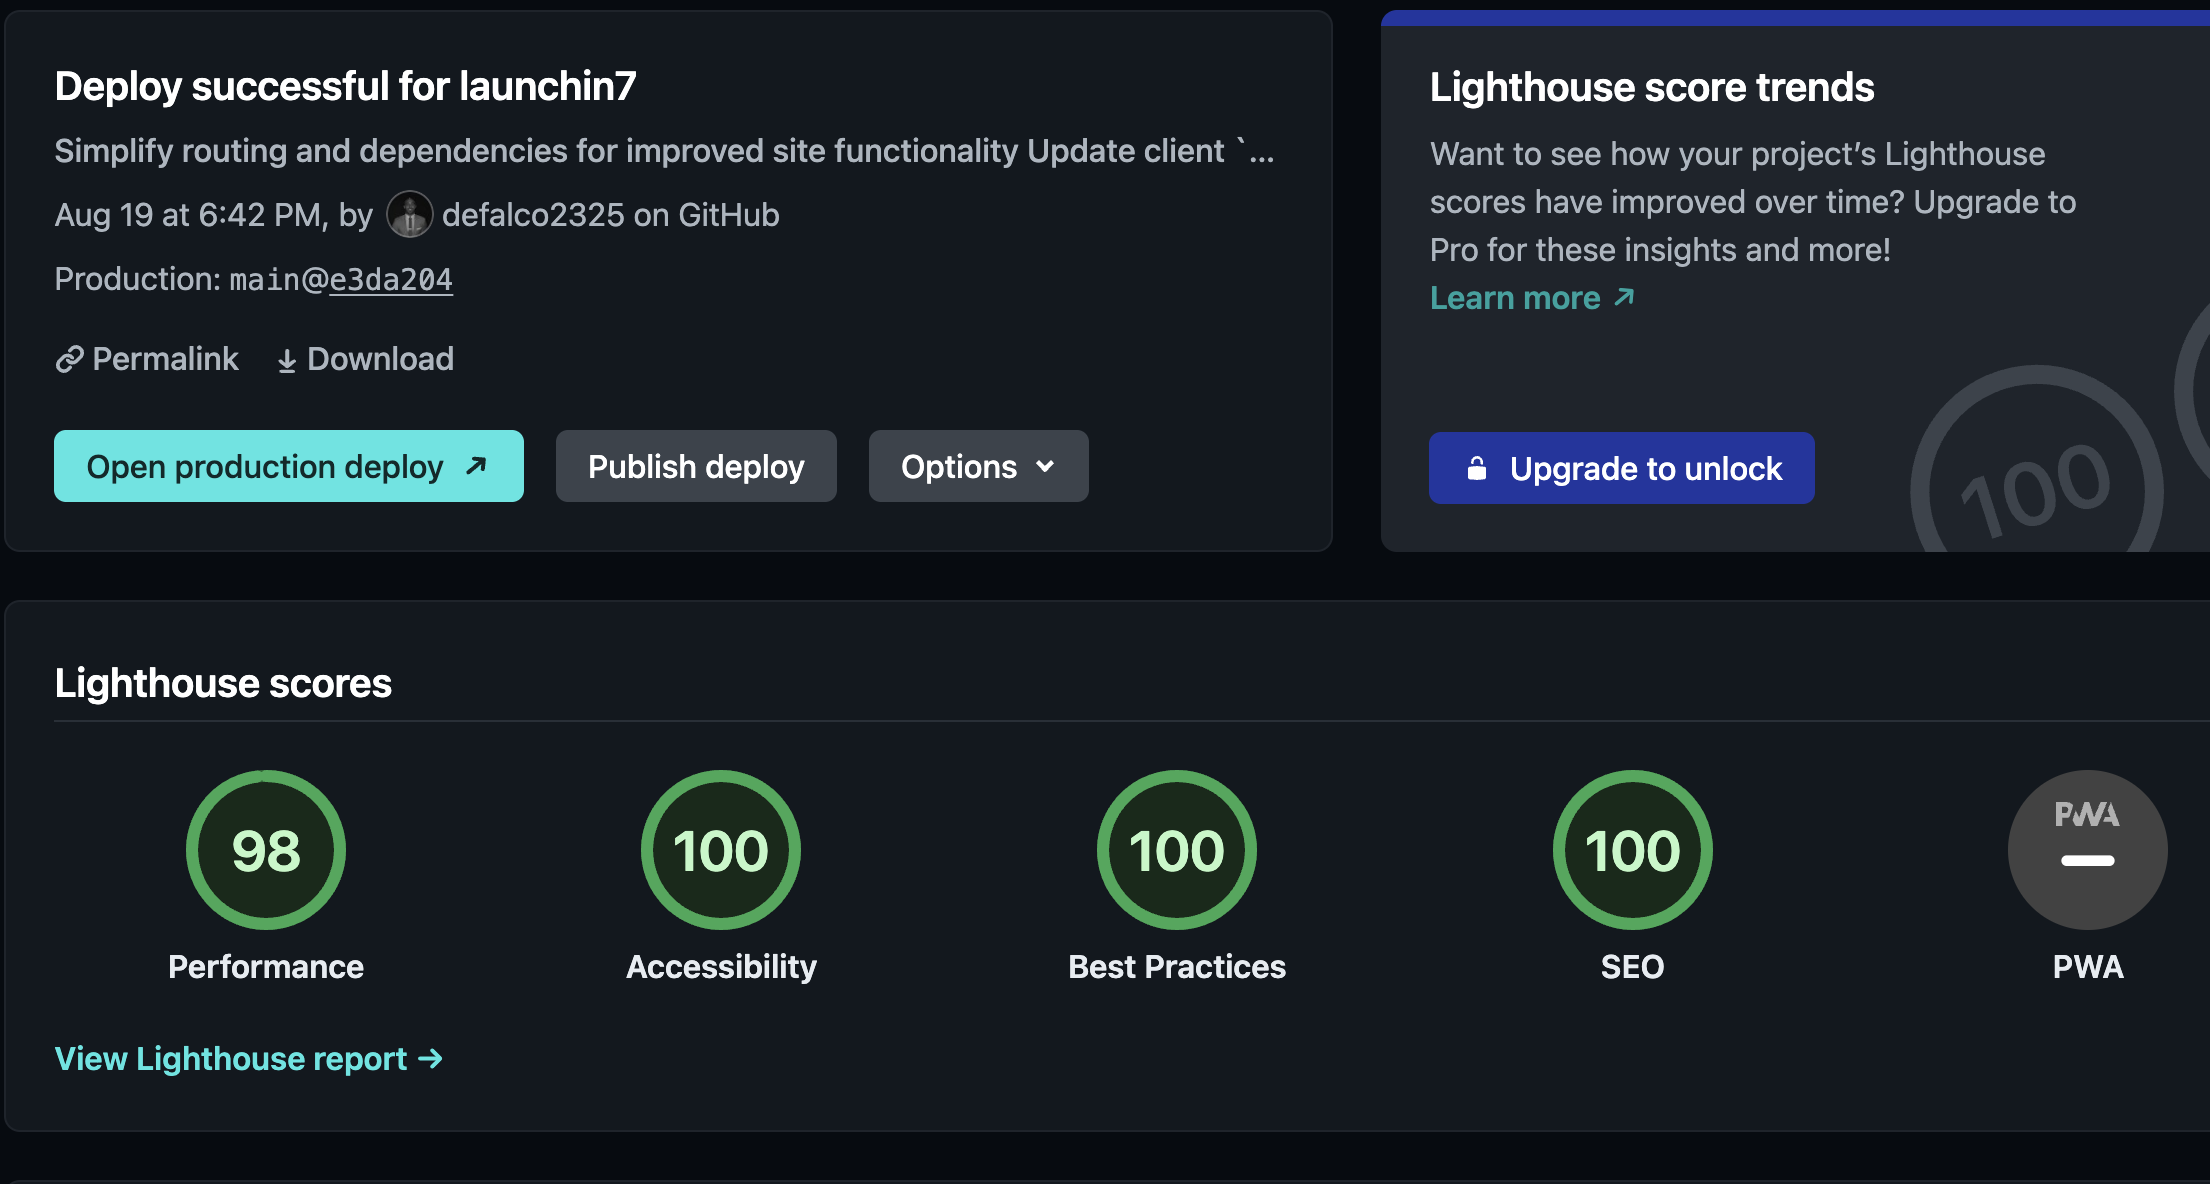 Deploy successful for launchin7
Simplify routing and dependencies for improved site functionality Update client `...
Aug 19 at 6:42 PM, by defalco2325 on GitHub
Production: main@e3da204
Permalink Download
Open production deploy Publish deploy Options
Lighthouse score trends
Want to see how your project’s Lighthouse
scores have improved over time? Upgrade to
Pro for these insights and more!
Learn more
Upgrade to unlock
100
Lighthouse scores
98
Performance
100
Accessibility
100
Best Practices
100
SEO
PWA
PWA
View Lighthouse report